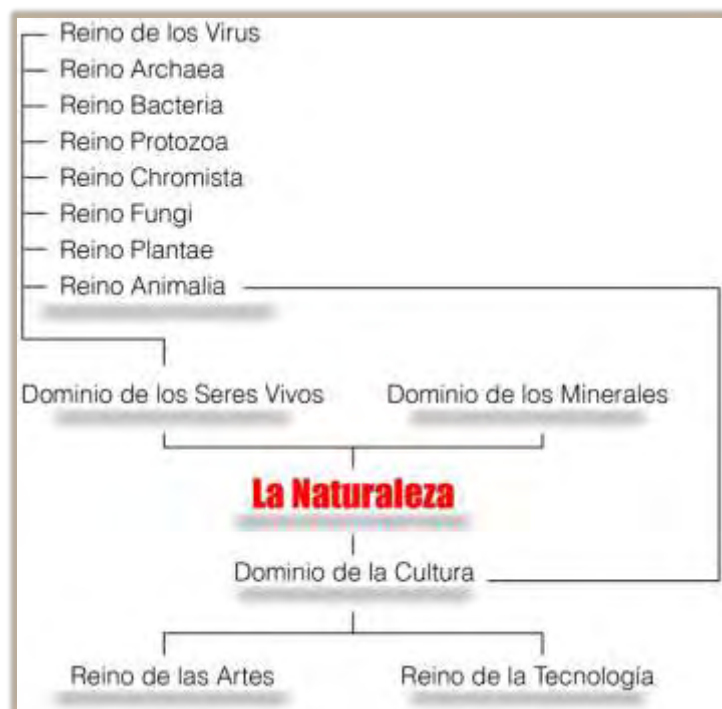 Reino de los Virus
Reino Archaea
Reino Bacteria
Reino Protozoa
Reino Chromista
Reino Fungi
Reino Plantae
Reino Animalia
Dominio de los Seres Vivos
Dominio de los Minerales
La Naturaleza
Dominio de la Cultura
Reino de las Artes
Reino de la Tecnología